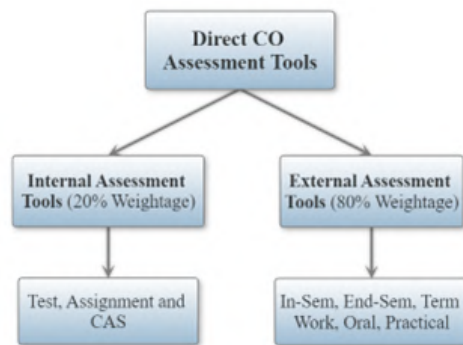 Direct CO
Assessment Tools
Internal Assessment
Tools (20% Weightage)
External Assessment
Tools (80% Weightage)
Test, Assignment and
CAS
In-Sem, End-Sem, Term
Work, Oral, Practical